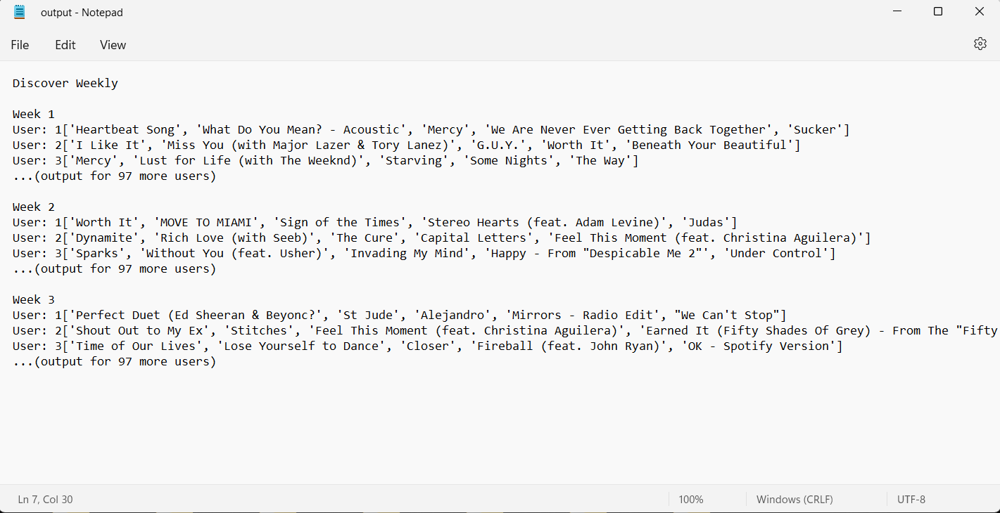 output - Notepad
File Edit View
Discover Weekly
Week 1
User: 1['Heartbeat Song', 'What Do You Mean? - Acoustic', 'Mercy', 'We Are Never Ever Getting Back Together', 'Sucker']
User: 2['I Like It', 'Miss You (with Major Lazer & Tory Lanez)', 'G.U.Y.', 'Worth It', 'Beneath Your Beautiful']
User: 3['Mercy', 'Lust for Life (with The Weeknd)', 'Starving', 'Some Nights', 'The Way']
...(output for 97 more users)
Week 2
User: 1['Worth It', 'MOVE TO MIAMI', 'Sign of the Times', 'Stereo Hearts (feat. Adam Levine)', 'Judas']
User: 2['Dynamite', 'Rich Love (with Seeb)', 'The Cure', 'Capital Letters', 'Feel This Moment (feat. Christina Aguilera)']
User: 3['Sparks', 'Without You (feat. Usher)', 'Invading My Mind', 'Happy - From "Despicable Me 2"', 'Under Control']
...(output for 97 more users)
Week 3
User: 1['Perfect Duet (Ed Sheeran & Beyonc?', 'St Jude', 'Alejandro', 'Mirrors - Radio Edit', "We Can't Stop"]
User: 2['Shout Out to My Ex', 'Stitches', 'Feel This Moment (feat. Christina Aguilera)', 'Earned It (Fifty Shades Of Grey) - From The "Fifty
User: 3['Time of Our Lives', 'Lose Yourself to Dance', 'Closer', 'Fireball (feat. John Ryan)', 'OK - Spotify Version']
...(output for 97 more users)
Ln 7, Col 30 100% Windows (CRLF) UTF-8